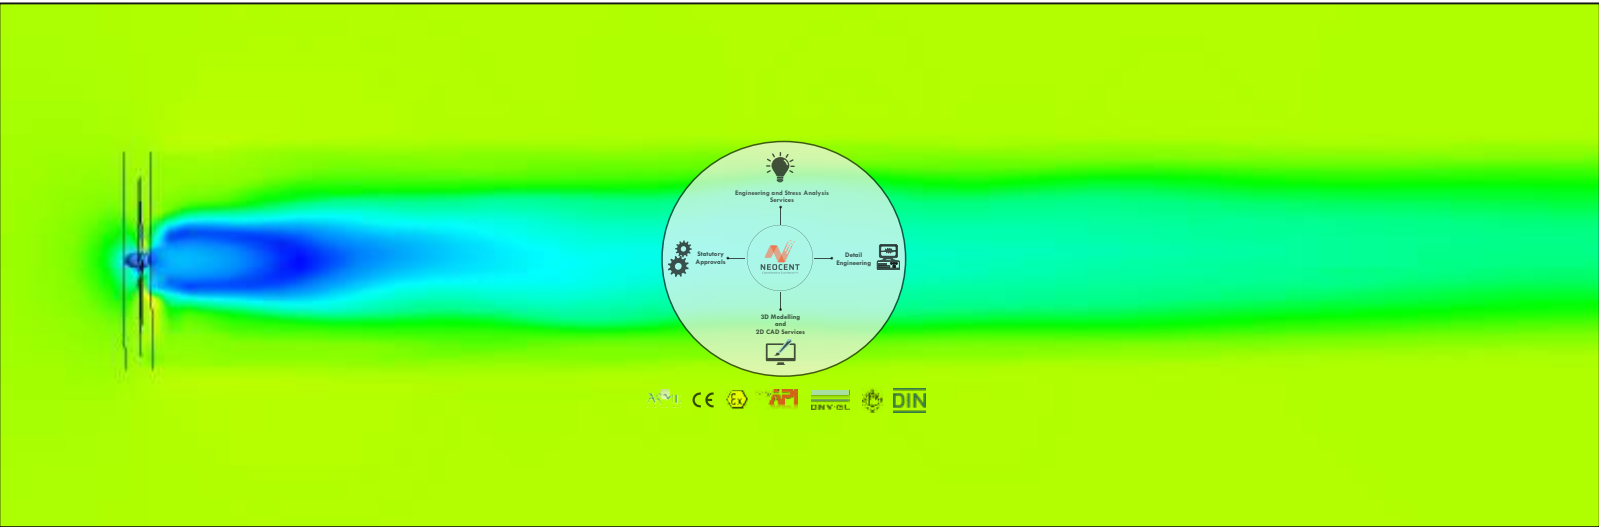 Engineering and Stress Analysis
Services
Statutory
Approvals
NEOCENT
Detail
Engineering
3D Modelling
and
2D CAD Services
CE Ex API DNV·GL DIN